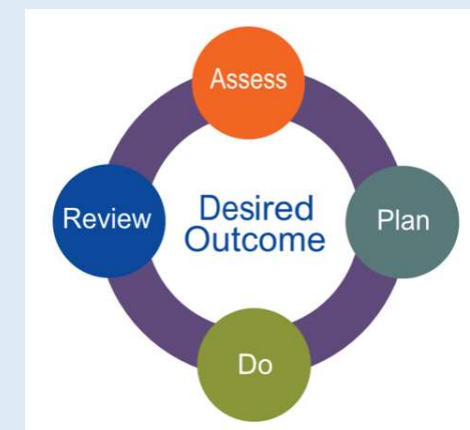 Assess
Review
Desired
Outcome
Plan
Do